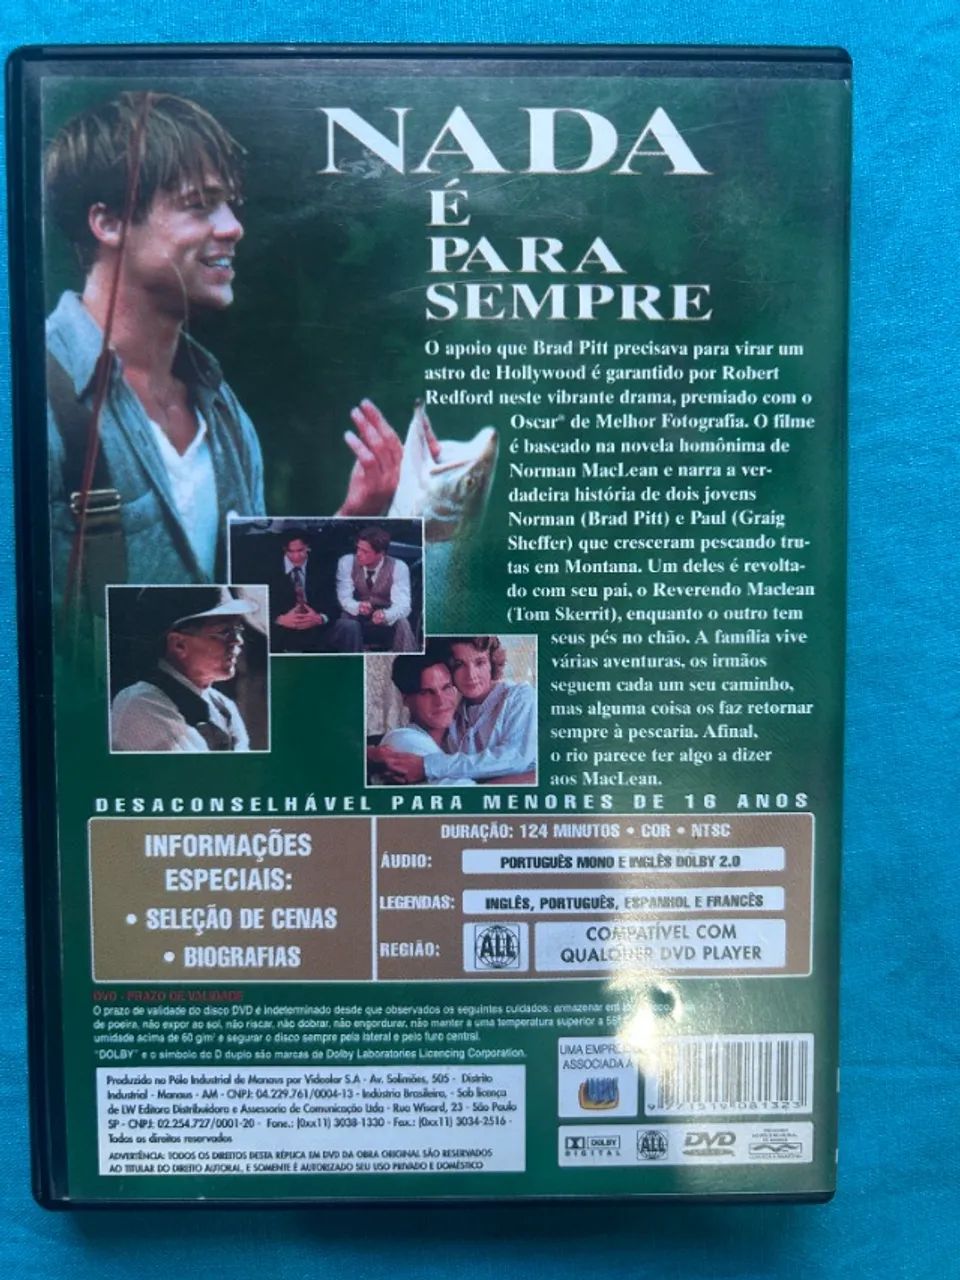 NADA
É
PARA
SEMPRE
O apoio que Brad Pitt precisava para virar um
astro de Hollywood é garantido por Robert
Redford neste vibrante drama, premiado com o
Oscar® de Melhor Fotografia. O filme
é baseado na novela homônima de
Norman MacLean e narra a ver-
dadeira história de dois jovens
Norman (Brad Pitt) e Paul (Graig
Sheffer) que cresceram pescando tru-
tas em Montana. Um deles é revolta-
do com seu pai, o Reverendo Maclean
(Tom Skerrit), enquanto o outro tem
seus pés no chão. A família vive
várias aventuras, os irmãos
seguem cada um seu caminho,
mas alguma coisa os faz retornar
sempre à pescaria. Afinal,
o rio parece ter algo a dizer
aos MacLean.
DESACONSELHÁVEL PARA MENORES DE 16 ANOS
INFORMAÇÕES
ESPECIAIS:
• SELEÇÃO DE CENAS
• BIOGRAFIAS
DURAÇÃO: 124 MINUTOS • COR • NTSC
ÁUDIO: PORTUGUÊS MONO E INGLÊS DOLBY 2.0
LEGENDAS: INGLÊS, PORTUGUÊS, ESPANHOL E FRANCÊS
REGIÃO: ALL COMPATÍVEL COM
QUALQUER DVD PLAYER
DVD - PRAZO DE VALIDADE
O prazo de validade do disco DVD é indeterminado desde que observados os seguintes cuidados: armazenar em
de poeira, não expor ao sol, não riscar, não dobrar, não engordurar, não manter a uma temperatura superior a
umidade acima de 60 g/m³ e segurar o disco sempre pela lateral e pelo furo central.
"DOLBY" e o símbolo do D duplo são marcas de Dolby Laboratories Licencing Corporation.
Produzido no Pólo Industrial de Manaus por Videolar S.A - Av. Solimões, 505 - Distrito
Industrial - Manaus - AM - CNPJ: 04.229.761/0004-13 - Indústria Brasileira, - Sob licença
de LW Editora Distribuidora e Assessoria de Comunicação Ltda - Rua Wisard, 23 - São Paulo
SP - CNPJ: 02.254.727/0001-20 - Fone.: (0xx11) 3038-1330 - Fax.: (0xx11) 3034-2516 -
Todos os direitos reservados
ADVERTÊNCIA: TODOS OS DIREITOS DESTA RÉPLICA EM DVD DA OBRA ORIGINAL SÃO RESERVADOS
AO TITULAR DO DIREITO AUTORAL, E SOMENTE É AUTORIZADO SEU USO PRIVADO E DOMÉSTICO
UMA EMPRESA
ASSOCIADA A
9 771519 081323
DOLBY
DIGITAL
ALL
DVD